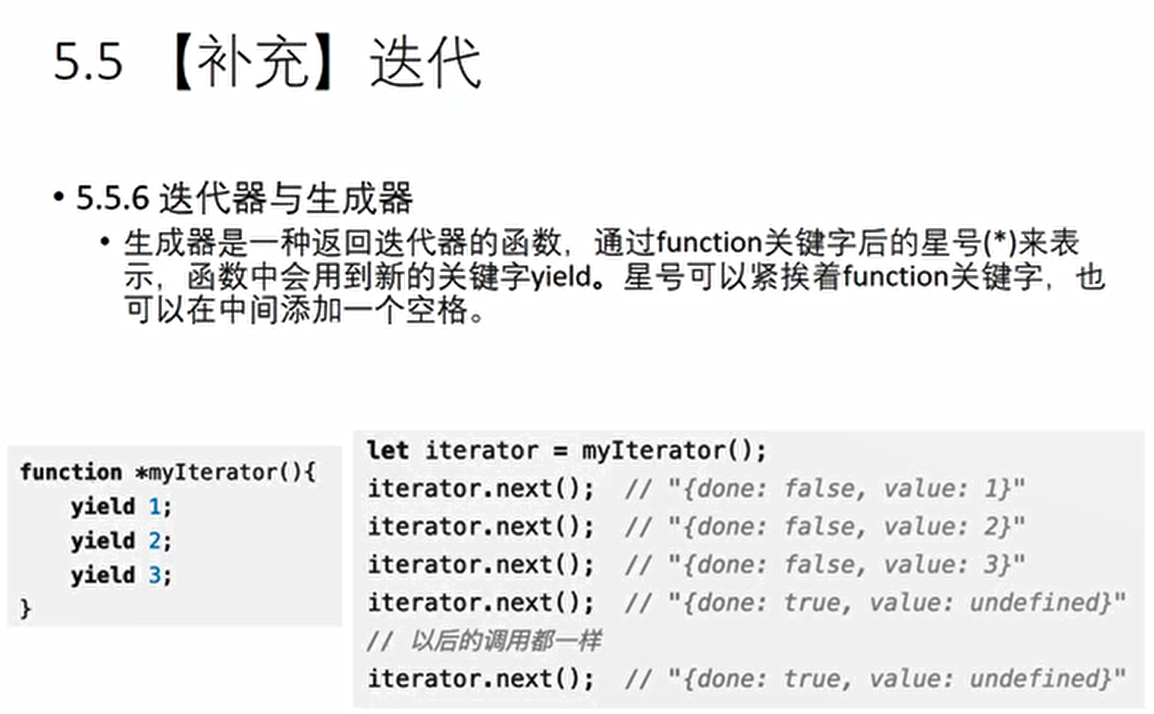 5.5 【补充】迭代
• 5.5.6 迭代器与生成器
• 生成器是一种返回迭代器的函数，通过function关键字后的星号(*)来表
示，函数中会用到新的关键字yield。星号可以紧挨着function关键字，也
可以在中间添加一个空格。
function *myIterator(){
    yield 1;
    yield 2;
    yield 3;
}
let iterator = myIterator();
iterator.next();  // "{done: false, value: 1}"
iterator.next();  // "{done: false, value: 2}"
iterator.next();  // "{done: false, value: 3}"
iterator.next();  // "{done: true, value: undefined}"
// 以后的调用都一样
iterator.next();  // "{done: true, value: undefined}"